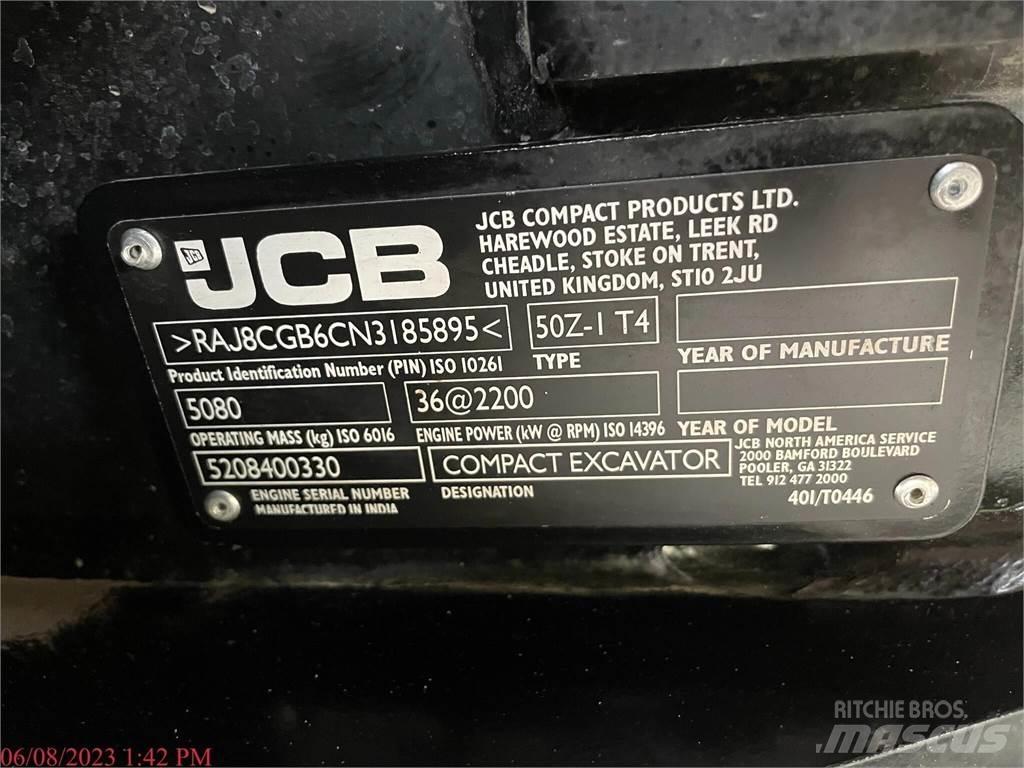 JCB
JCB
JCB COMPACT PRODUCTS LTD.
HAREWOOD ESTATE, LEEK RD
CHEADLE, STOKE ON TRENT,
UNITED KINGDOM, ST10 2JU
>RAJ8CGB6CN3185895<
Product Identification Number (PIN) ISO 10261
50Z-1 T4
TYPE
YEAR OF MANUFACTURE
5080
OPERATING MASS (kg) ISO 6016
36@2200
ENGINE POWER (kW @ RPM) ISO 14396
YEAR OF MODEL
5208400330
ENGINE SERIAL NUMBER
MANUFACTURED IN INDIA
COMPACT EXCAVATOR
DESIGNATION
JCB NORTH AMERICA SERVICE
2000 BAMFORD BOULEVARD
POOLER, GA 31322
TEL 912 477 2000
401/T0446
RITCHIE BROS.
MASCUS
06/08/2023 1:42 PM